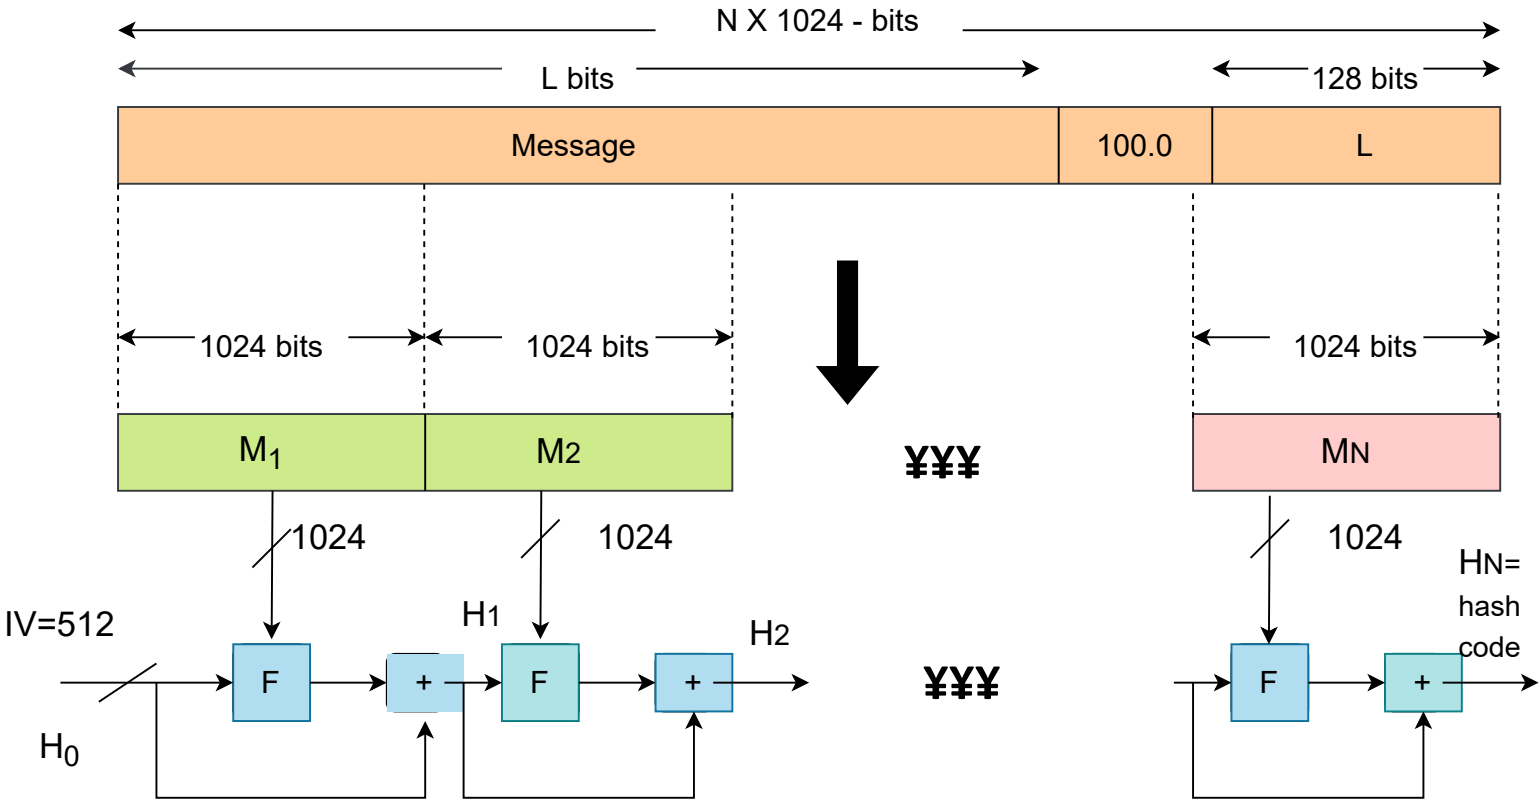 N X 1024 - bits
L bits
128 bits
Message
100.0
L
1024 bits
1024 bits
1024 bits
M1
M2
¥¥¥
MN
1024
1024
1024
HN=
hash
code
IV=512
H1
H2
F
+
F
+
¥¥¥
F
+
H0